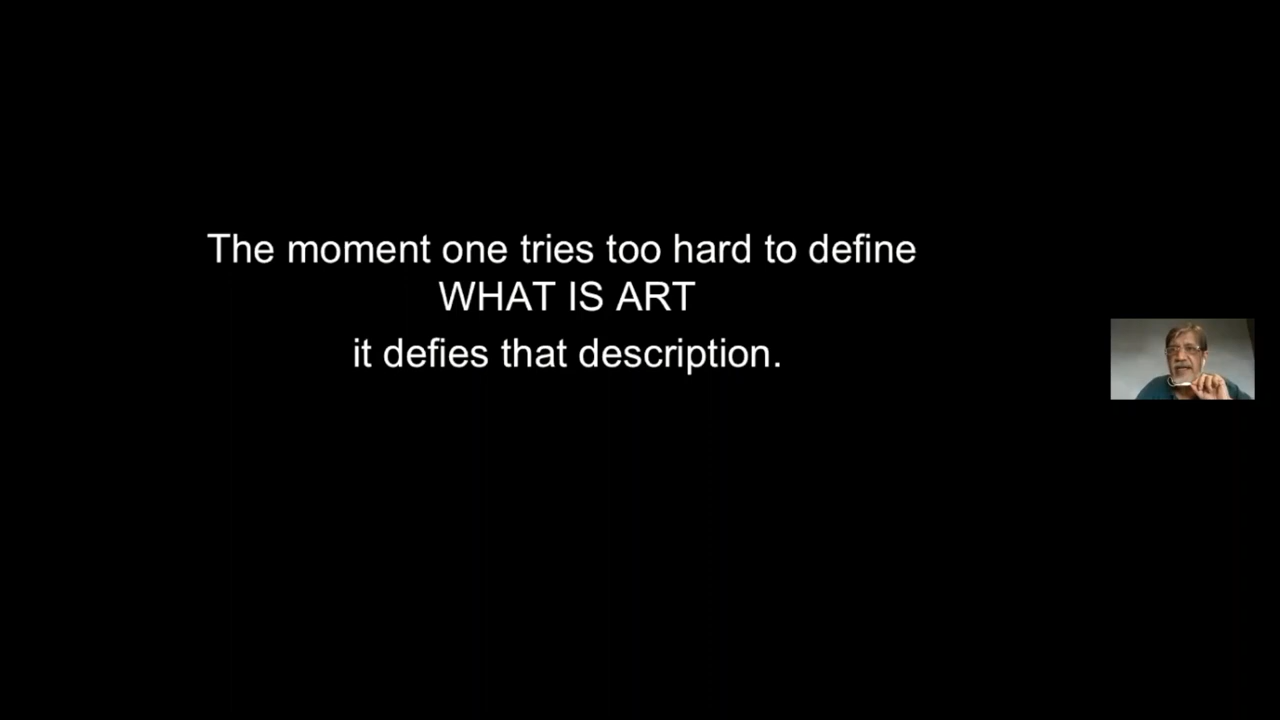 The moment one tries too hard to define
WHAT IS ART
it defies that description.